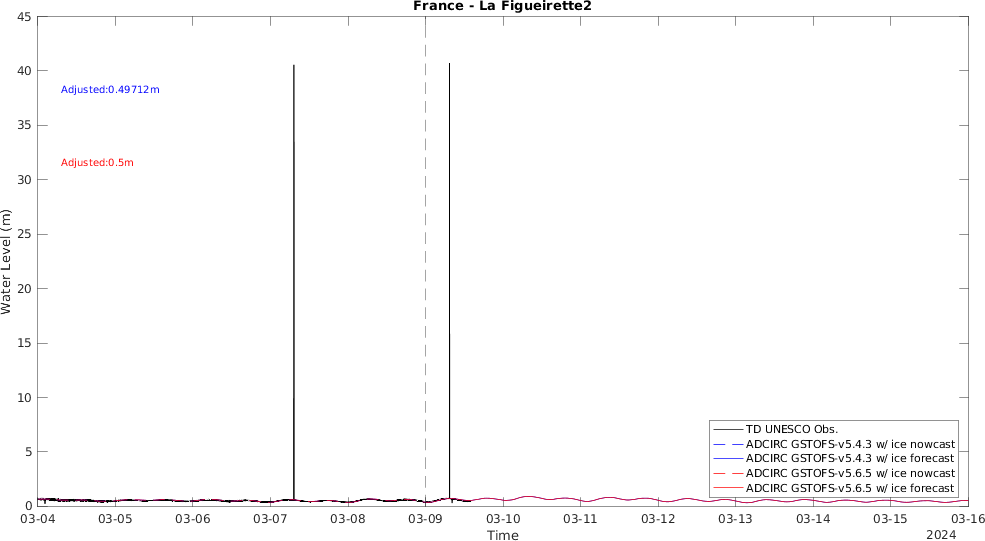 France - La Figueirette2
45
40
35
30
25
20
15
10
5
0
Water Level (m)
Adjusted:0.49712m
Adjusted:0.5m
TD UNESCO Obs.
ADCIRC GSTOFS-v5.4.3 w/ ice nowcast
ADCIRC GSTOFS-v5.4.3 w/ ice forecast
ADCIRC GSTOFS-v5.6.5 w/ ice nowcast
ADCIRC GSTOFS-v5.6.5 w/ ice forecast
03-04 03-05 03-06 03-07 03-08 03-09 03-10 03-11 03-12 03-13 03-14 03-15 03-16
Time
2024